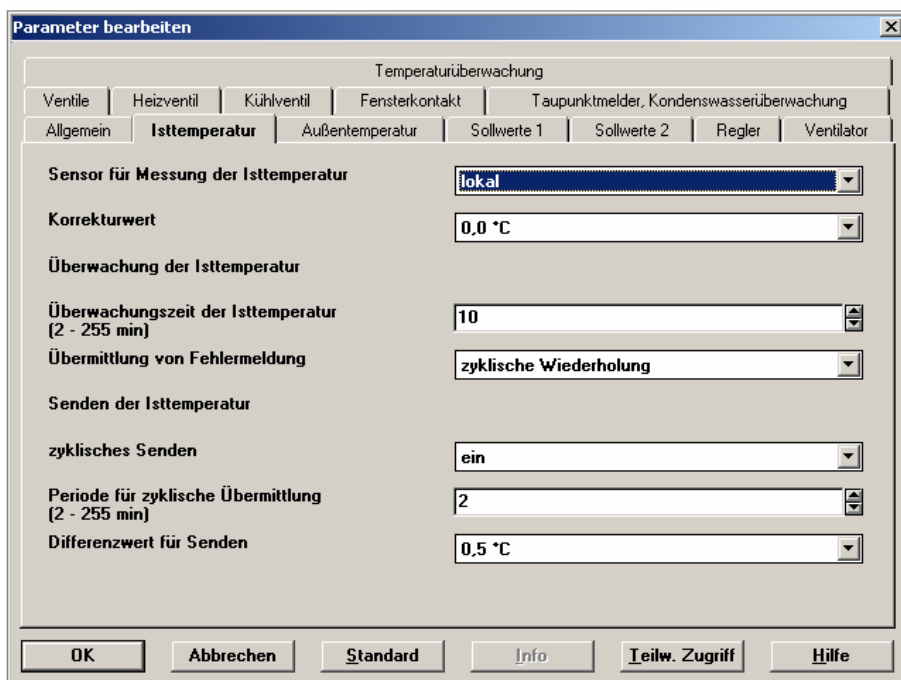 Parameter bearbeiten
Temperaturüberwachung
Ventile Heizventil Kühlventil Fensterkontakt Taupunktmelder, Kondenswasserüberwachung
Allgemein Isttemperatur Außentemperatur Sollwerte 1 Sollwerte 2 Regler Ventilator
Sensor für Messung der Isttemperatur lokal
Korrekturwert 0,0 °C
Überwachung der Isttemperatur
Überwachungszeit der Isttemperatur 10
(2 - 255 min)
Übermittlung von Fehlermeldung zyklische Wiederholung
Senden der Isttemperatur
zyklisches Senden ein
Periode für zyklische Übermittlung 2
(2 - 255 min)
Differenzwert für Senden 0,5 °C
OK Abbrechen Standard Info Teilw. Zugriff Hilfe